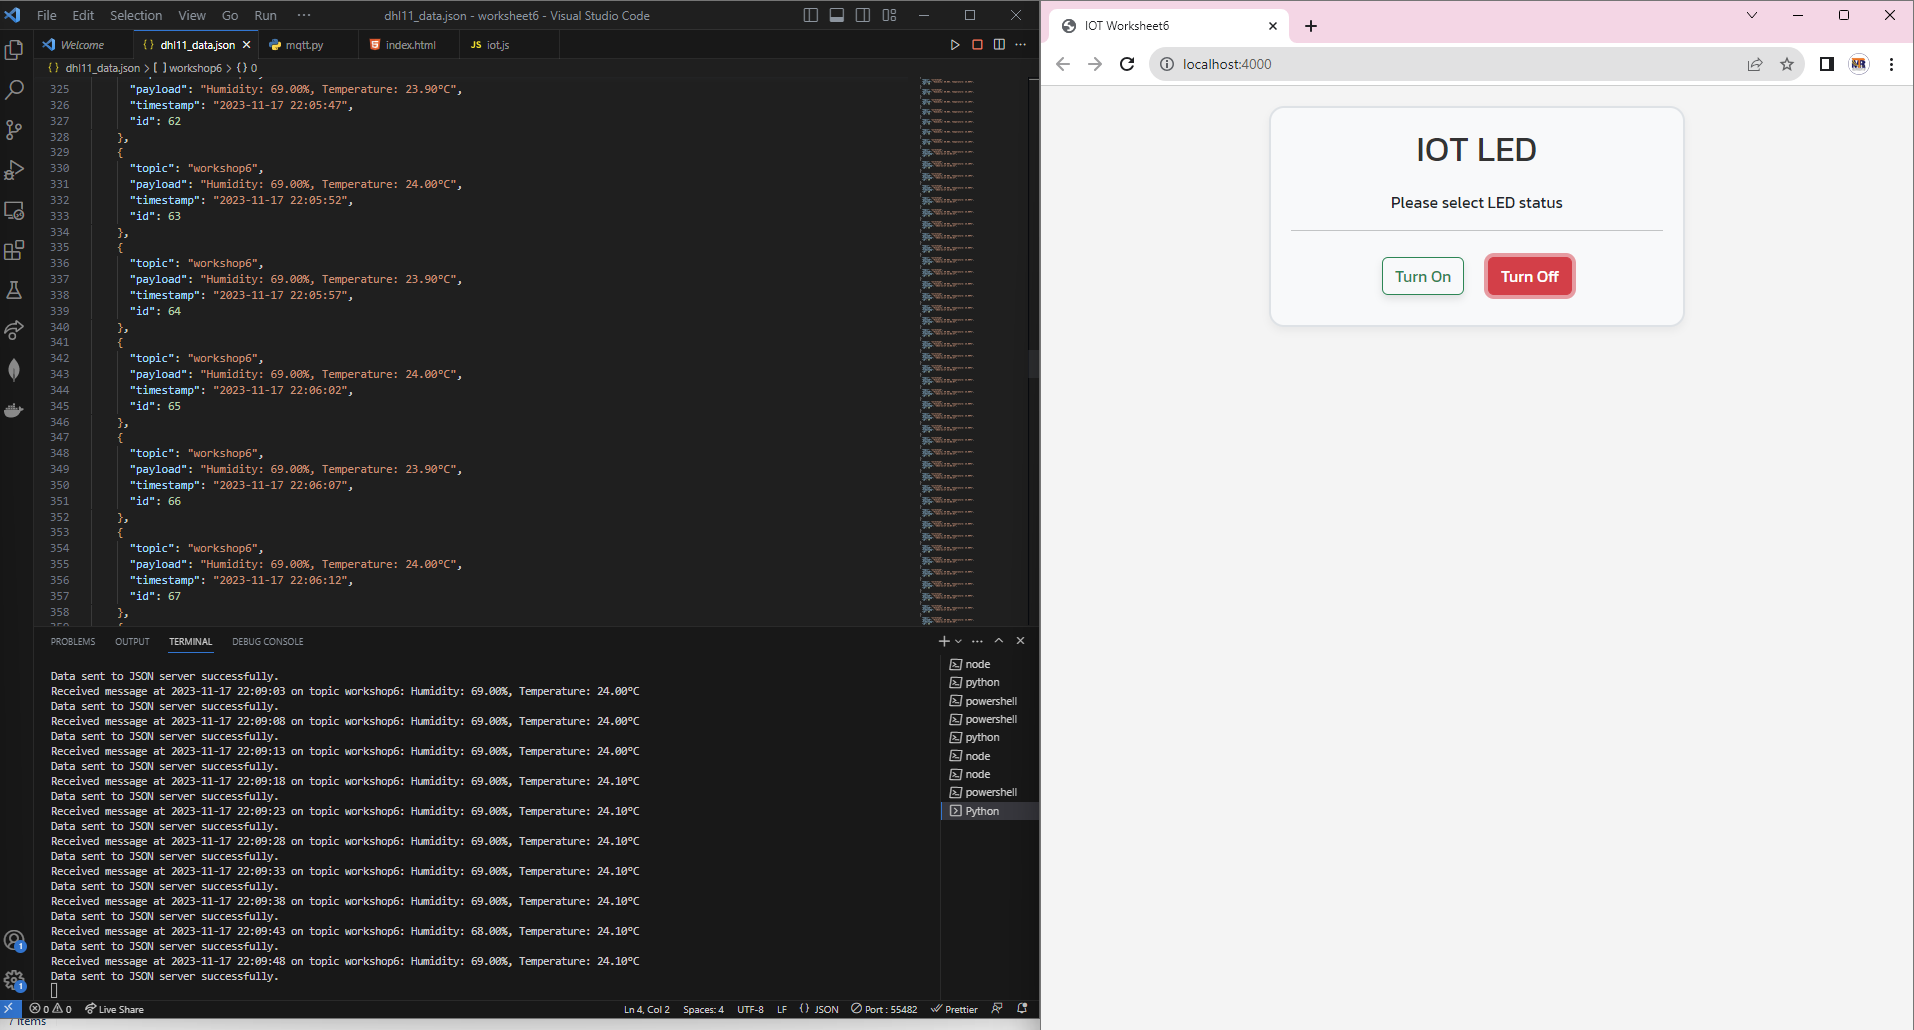 File Edit Selection View Go Run ··· dhl11_data.json - worksheet6 - Visual Studio Code
Welcome {} dhl11_data.json mqtt.py index.html JS iot.js
{} dhl11_data.json > [ ] workshop6 > {} 0
325 "payload": "Humidity: 69.00%, Temperature: 23.90°C",
326 "timestamp": "2023-11-17 22:05:47",
327 "id": 62
328 },
329 {
330 "topic": "workshop6",
331 "payload": "Humidity: 69.00%, Temperature: 24.00°C",
332 "timestamp": "2023-11-17 22:05:52",
333 "id": 63
334 },
335 {
336 "topic": "workshop6",
337 "payload": "Humidity: 69.00%, Temperature: 23.90°C",
338 "timestamp": "2023-11-17 22:05:57",
339 "id": 64
340 },
341 {
342 "topic": "workshop6",
343 "payload": "Humidity: 69.00%, Temperature: 24.00°C",
344 "timestamp": "2023-11-17 22:06:02",
345 "id": 65
346 },
347 {
348 "topic": "workshop6",
349 "payload": "Humidity: 69.00%, Temperature: 23.90°C",
350 "timestamp": "2023-11-17 22:06:07",
351 "id": 66
352 },
353 {
354 "topic": "workshop6",
355 "payload": "Humidity: 69.00%, Temperature: 24.00°C",
356 "timestamp": "2023-11-17 22:06:12",
357 "id": 67
358 },
PROBLEMS OUTPUT TERMINAL DEBUG CONSOLE
Data sent to JSON server successfully.
Received message at 2023-11-17 22:09:03 on topic workshop6: Humidity: 69.00%, Temperature: 24.00°C
Data sent to JSON server successfully.
Received message at 2023-11-17 22:09:08 on topic workshop6: Humidity: 69.00%, Temperature: 24.00°C
Data sent to JSON server successfully.
Received message at 2023-11-17 22:09:13 on topic workshop6: Humidity: 69.00%, Temperature: 24.00°C
Data sent to JSON server successfully.
Received message at 2023-11-17 22:09:18 on topic workshop6: Humidity: 69.00%, Temperature: 24.10°C
Data sent to JSON server successfully.
Received message at 2023-11-17 22:09:23 on topic workshop6: Humidity: 69.00%, Temperature: 24.10°C
Data sent to JSON server successfully.
Received message at 2023-11-17 22:09:28 on topic workshop6: Humidity: 69.00%, Temperature: 24.10°C
Data sent to JSON server successfully.
Received message at 2023-11-17 22:09:33 on topic workshop6: Humidity: 69.00%, Temperature: 24.10°C
Data sent to JSON server successfully.
Received message at 2023-11-17 22:09:38 on topic workshop6: Humidity: 69.00%, Temperature: 24.10°C
Data sent to JSON server successfully.
Received message at 2023-11-17 22:09:43 on topic workshop6: Humidity: 68.00%, Temperature: 24.10°C
Data sent to JSON server successfully.
Received message at 2023-11-17 22:09:48 on topic workshop6: Humidity: 69.00%, Temperature: 24.10°C
Data sent to JSON server successfully.
node
python
powershell
powershell
python
node
node
powershell
Python
1
1
0 0 Live Share Ln 4, Col 2 Spaces: 4 UTF-8 LF {} JSON Port : 55482 Prettier
7 items
IOT Worksheet6
localhost:4000
IOT LED
Please select LED status
Turn On Turn Off